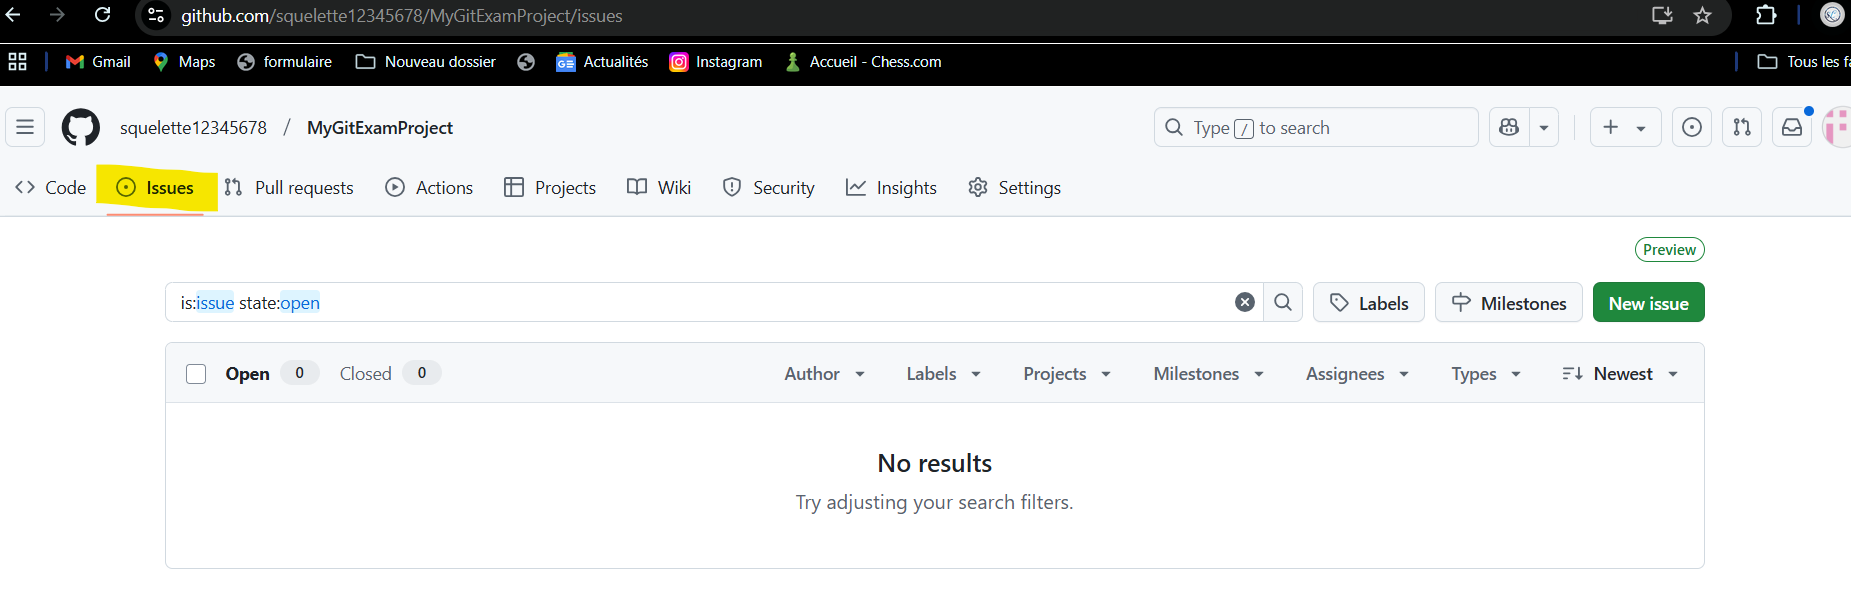 github.com/squelette12345678/MyGitExamProject/issues
Gmail Maps formulaire Nouveau dossier Actualités Instagram Accueil - Chess.com Tous les fa
squelette12345678 / MyGitExamProject Type / to search
Code Issues Pull requests Actions Projects Wiki Security Insights Settings
Preview
is:issue state:open Labels Milestones New issue
Open 0 Closed 0 Author Labels Projects Milestones Assignees Types Newest
No results
Try adjusting your search filters.